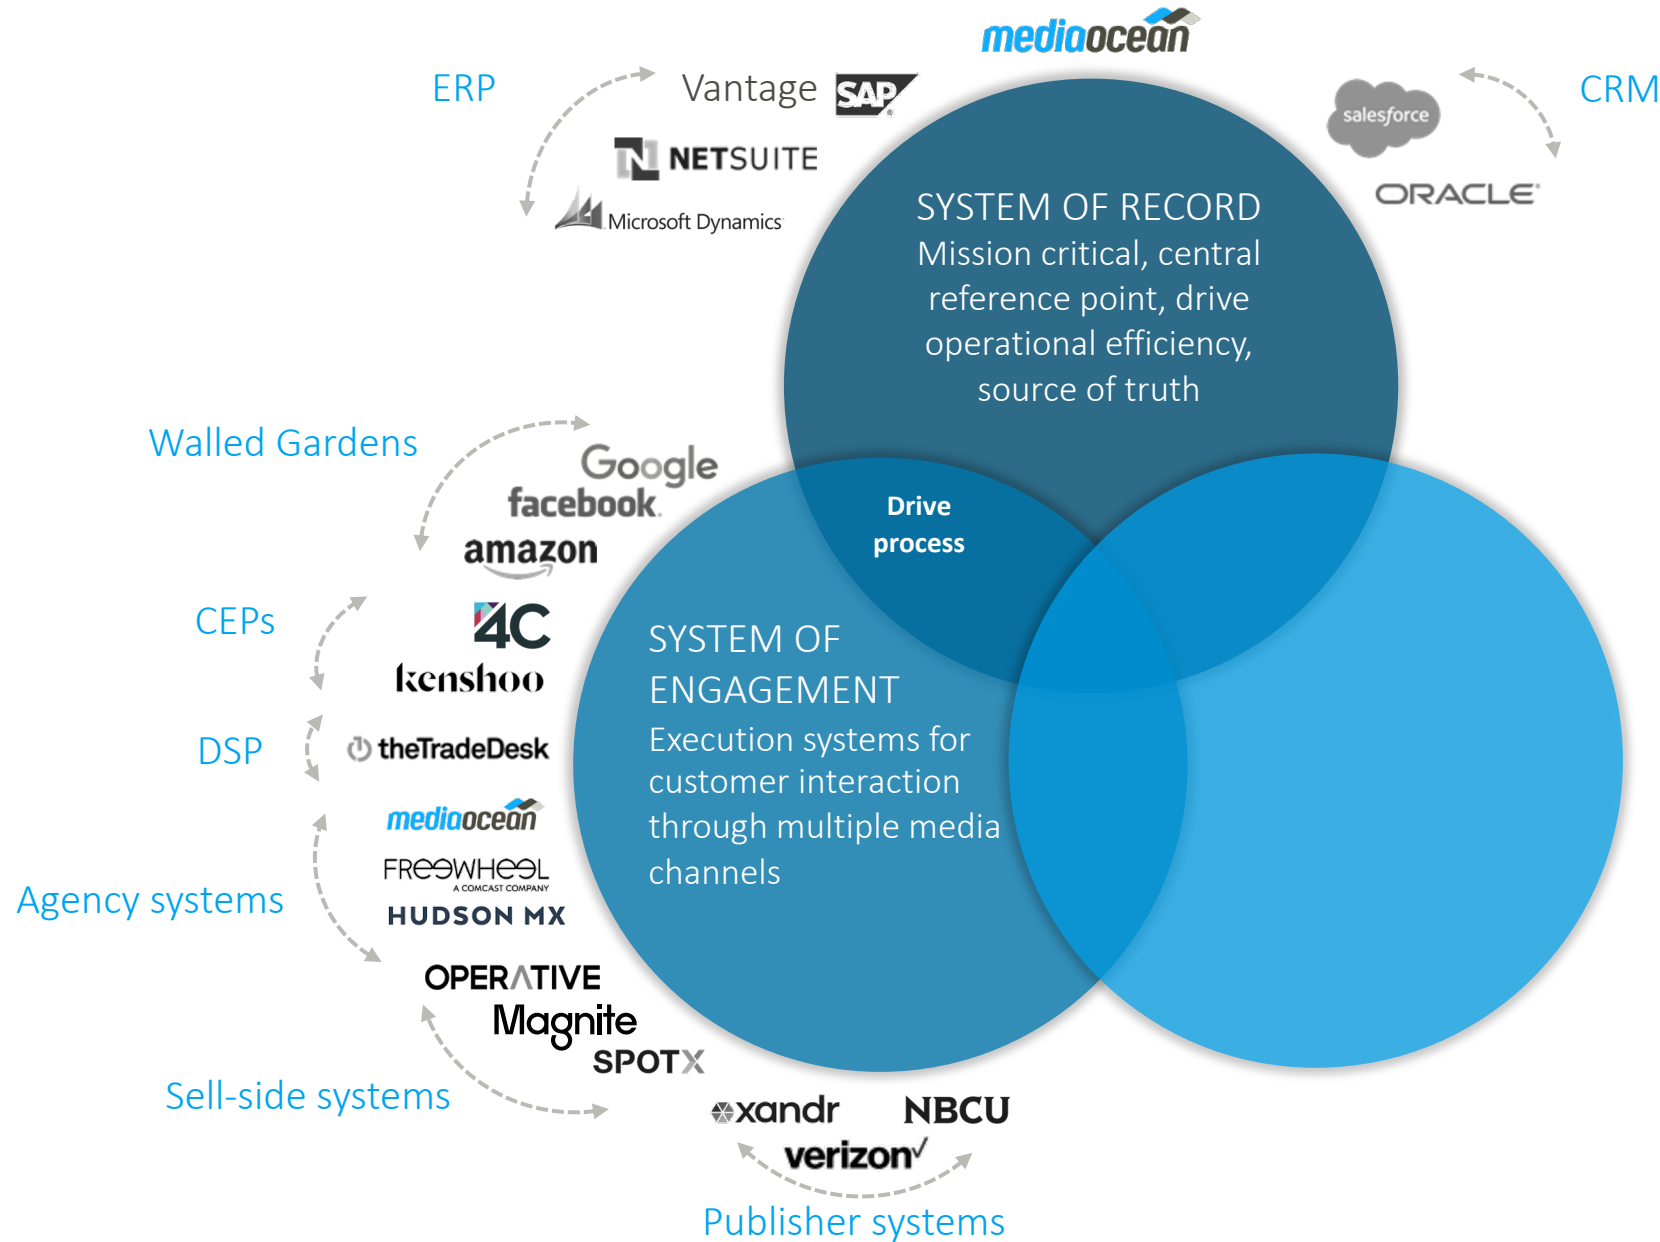 mediaocean
ERP
Vantage SAP
CRM
salesforce
NETSUITE
ORACLE
Microsoft Dynamics
SYSTEM OF RECORD
Mission critical, central
reference point, drive
operational efficiency,
source of truth
Walled Gardens
Google
facebook
amazon
Drive
process
CEPs
4C
kenshoo
SYSTEM OF
ENGAGEMENT
Execution systems for
customer interaction
through multiple media
channels
DSP
theTradeDesk
mediaocean
FREEWHEEL
A COMCAST COMPANY
Agency systems
HUDSON MX
OPERATIVE
Magnite
SPOTX
Sell-side systems
xandr
NBCU
verizon
Publisher systems